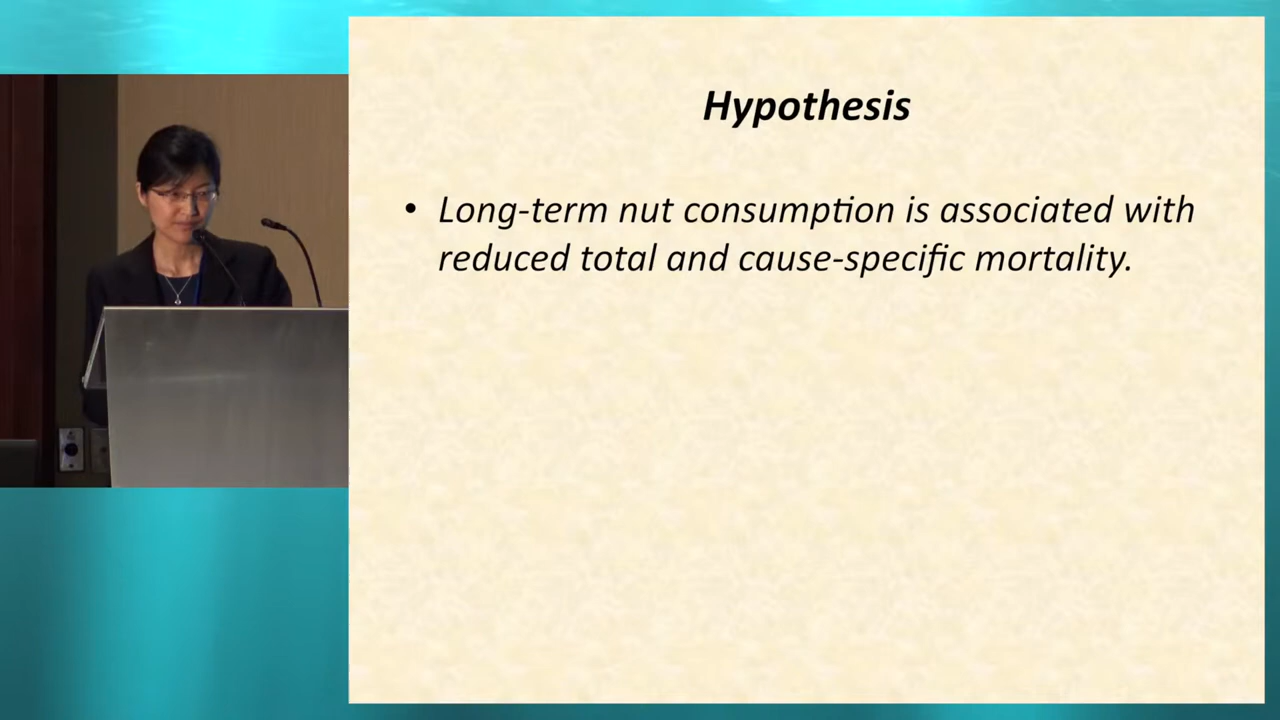 Hypothesis
• Long-term nut consumption is associated with
reduced total and cause-specific mortality.